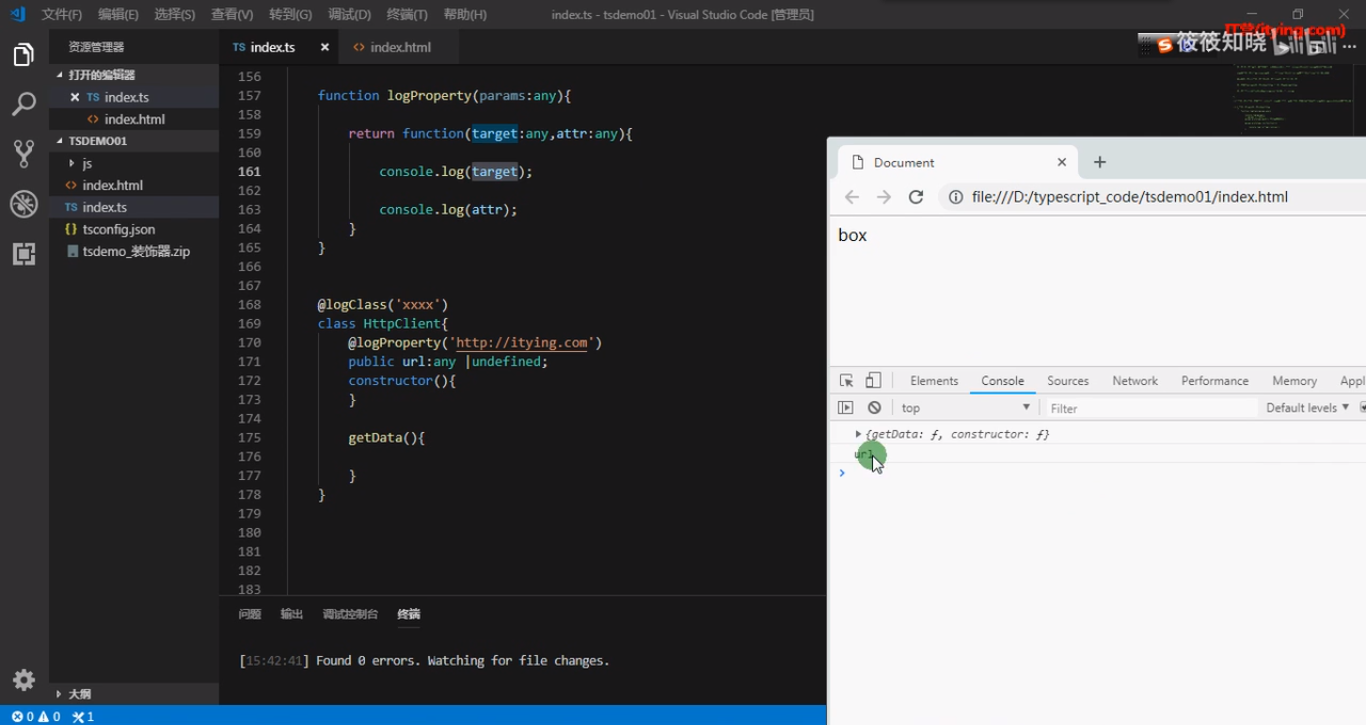 文件(F) 编辑(E) 选择(S) 查看(V) 转到(G) 调试(D) 终端(T) 帮助(H) index.ts - tsdemo01 - Visual Studio Code [管理员]
IT营(itying.com)
筱筱知晓 bilibili
资源管理器
打开的编辑器
TS index.ts
index.html
TSDEMO01
js
index.html
TS index.ts
tsconfig.json
tsdemo_装饰器.zip
大纲
TS index.ts index.html
156
157 function logProperty(params:any){
158
159 return function(target:any,attr:any){
160
161 console.log(target);
162
163 console.log(attr);
164 }
165 }
166
167
168 @logClass('xxxx')
169 class HttpClient{
170 @logProperty('http://itying.com')
171 public url:any |undefined;
172 constructor(){
173 }
174
175 getData(){
176
177 }
178 }
179
180
181
182
183
问题 输出 调试控制台 终端
[15:42:41] Found 0 errors. Watching for file changes.
0 0 1
Document
file:///D:/typescript_code/tsdemo01/index.html
box
Elements Console Sources Network Performance Memory Appl
top Filter Default levels
{getData: ƒ, constructor: ƒ}
url